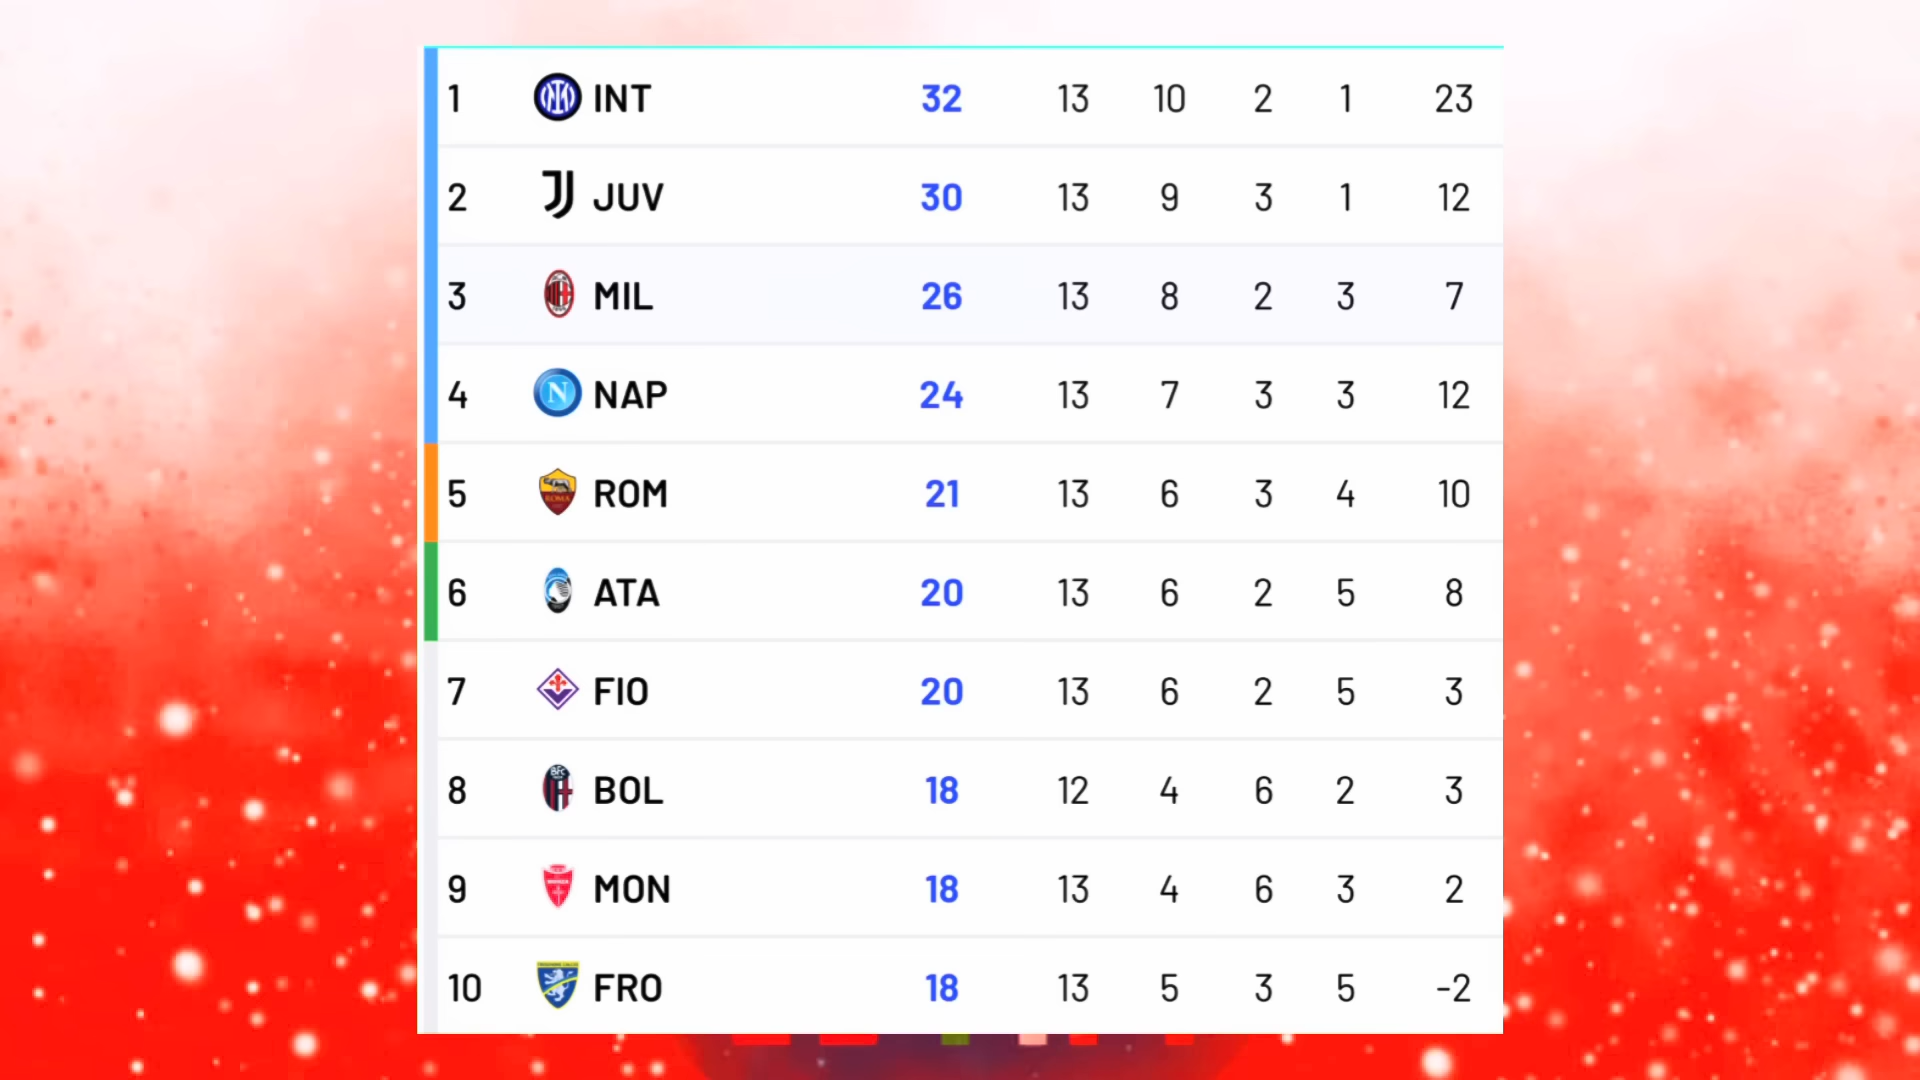 1 INT 32 13 10 2 1 23
2 JUV 30 13 9 3 1 12
3 MIL 26 13 8 2 3 7
4 NAP 24 13 7 3 3 12
5 ROM 21 13 6 3 4 10
6 ATA 20 13 6 2 5 8
7 FIO 20 13 6 2 5 3
8 BOL 18 12 4 6 2 3
9 MON 18 13 4 6 3 2
10 FRO 18 13 5 3 5 -2